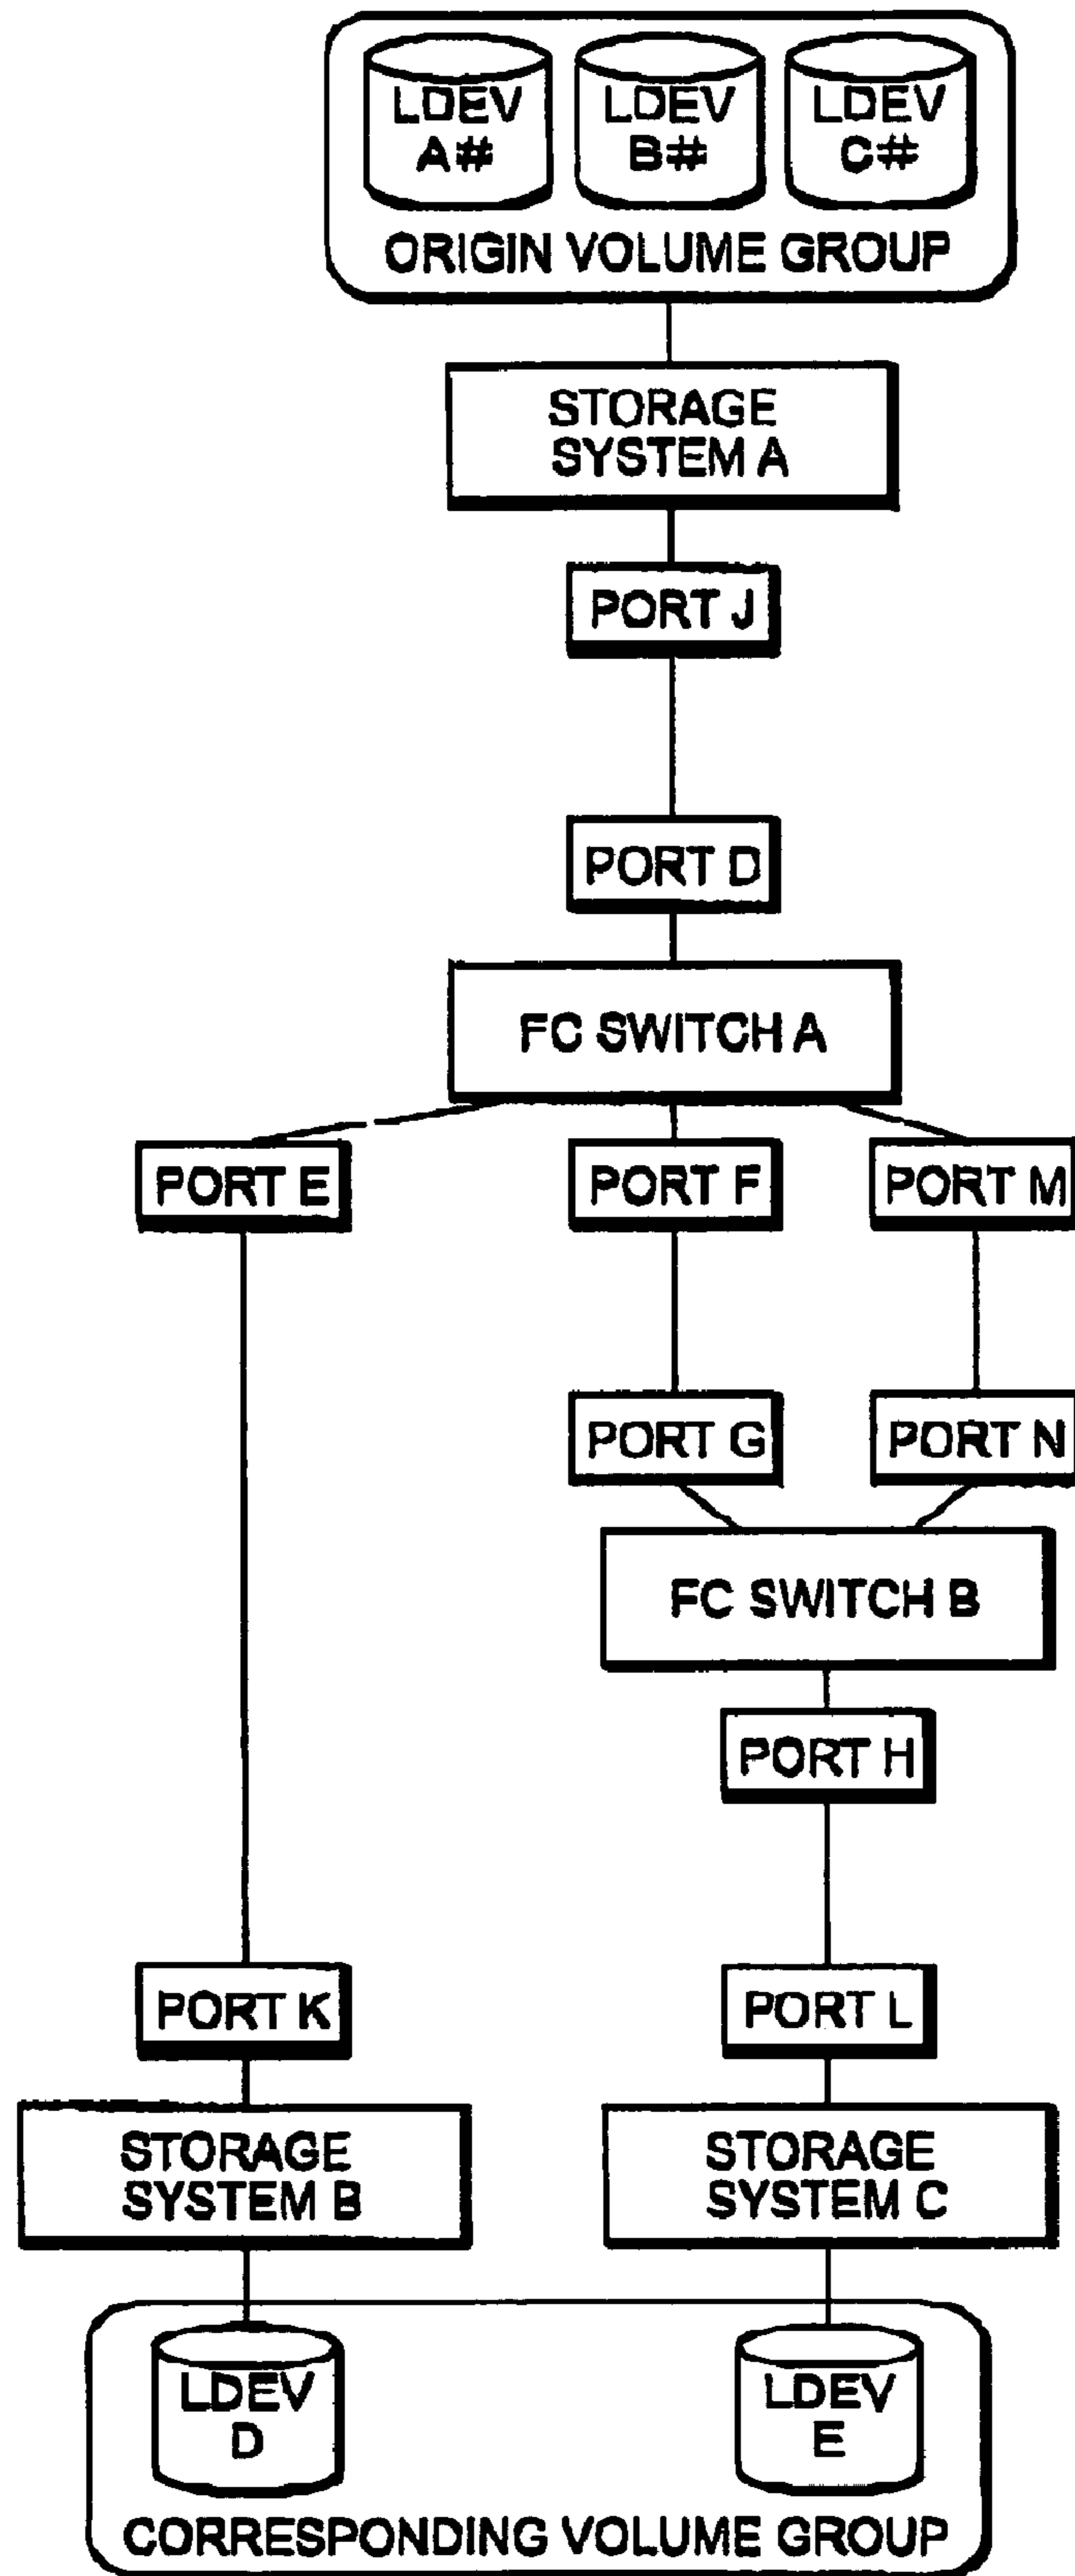 LDEV
A#
LDEV
B#
LDEV
C#
ORIGIN VOLUME GROUP
STORAGE
SYSTEM A
PORT J
PORT D
FC SWITCH A
PORT E
PORT F
PORT M
PORT G
PORT N
FC SWITCH B
PORT H
PORT K
PORT L
STORAGE
SYSTEM B
STORAGE
SYSTEM C
LDEV
D
LDEV
E
CORRESPONDING VOLUME GROUP